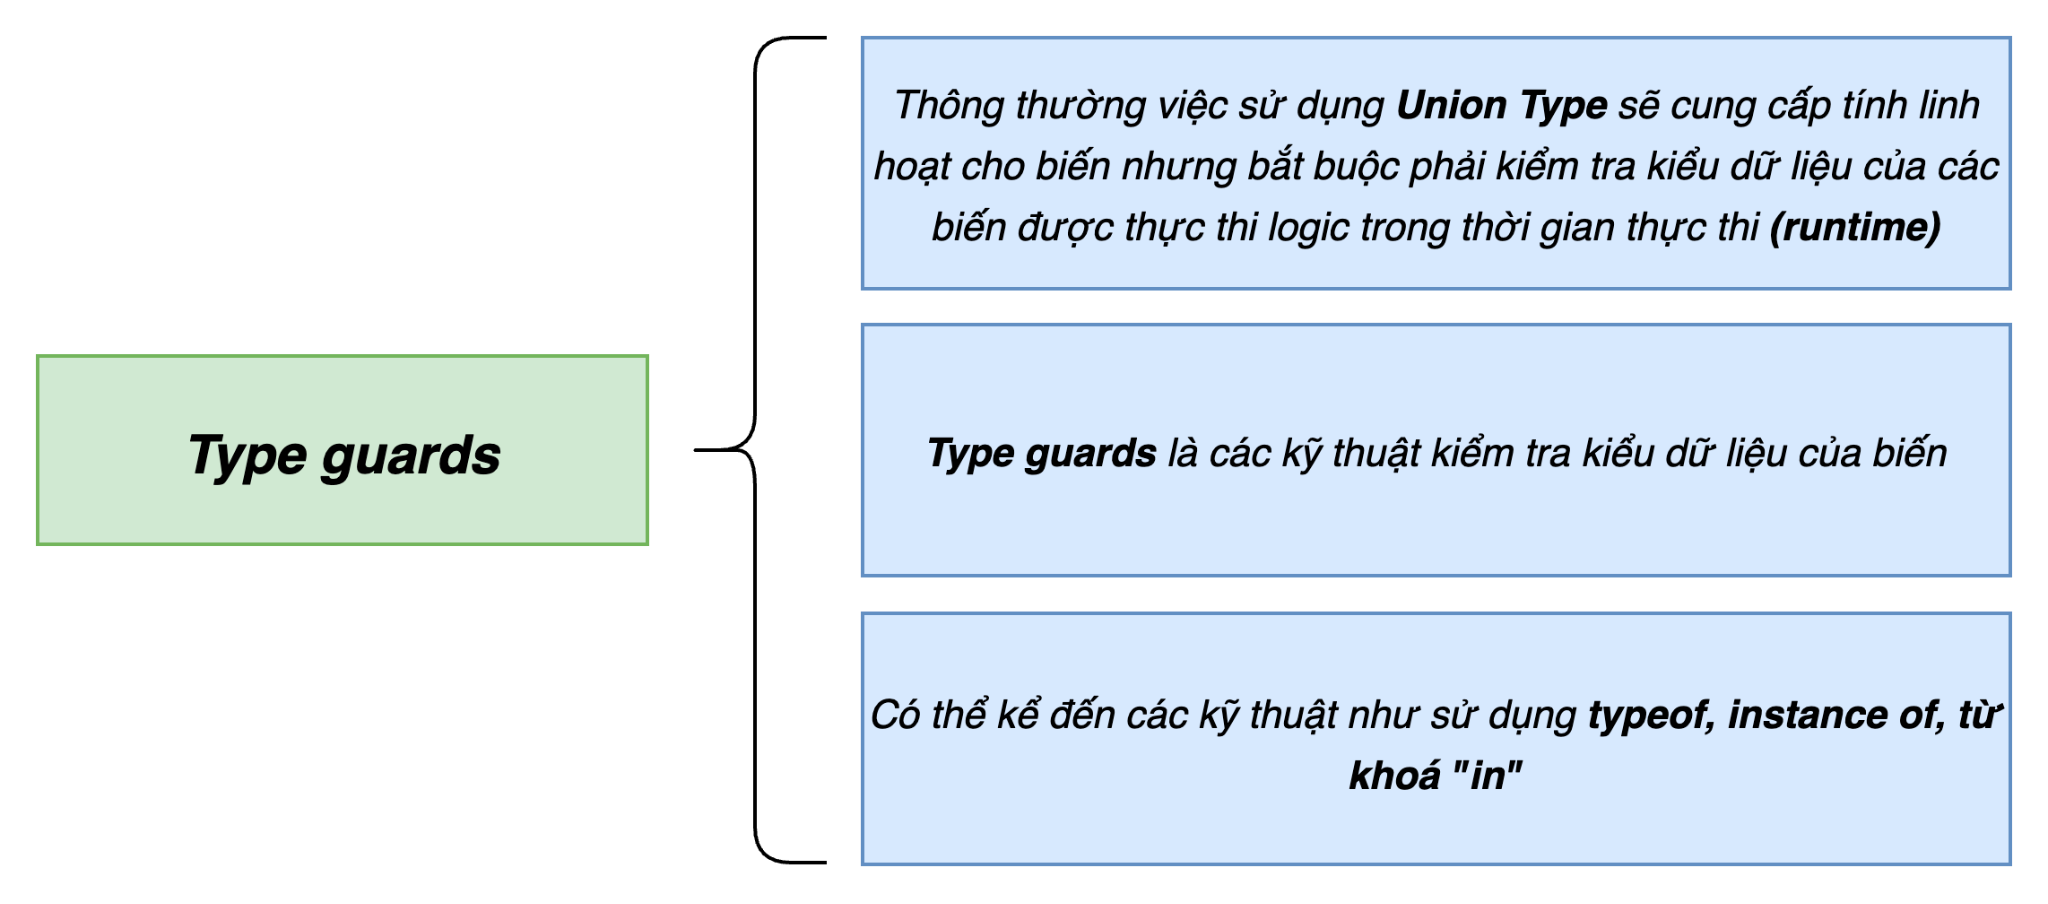 Type guards
Thông thường việc sử dụng Union Type sẽ cung cấp tính linh
hoạt cho biến nhưng bắt buộc phải kiểm tra kiểu dữ liệu của các
biến được thực thi logic trong thời gian thực thi (runtime)
Type guards là các kỹ thuật kiểm tra kiểu dữ liệu của biến
Có thể kể đến các kỹ thuật như sử dụng typeof, instance of, từ
khoá "in"